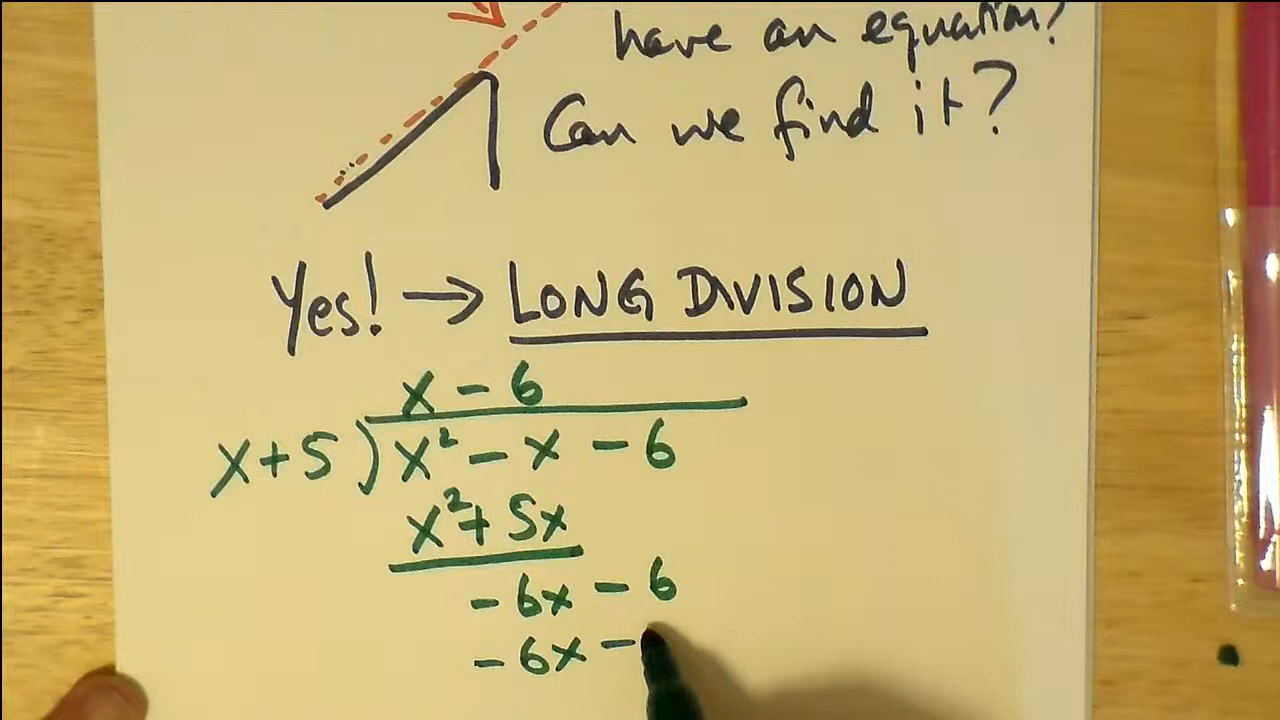 have an equation?
Can we find it?
Yes! → LONG DIVISION
x - 6
x+5 ) x² - x - 6
x² + 5x
- 6x - 6
- 6x -